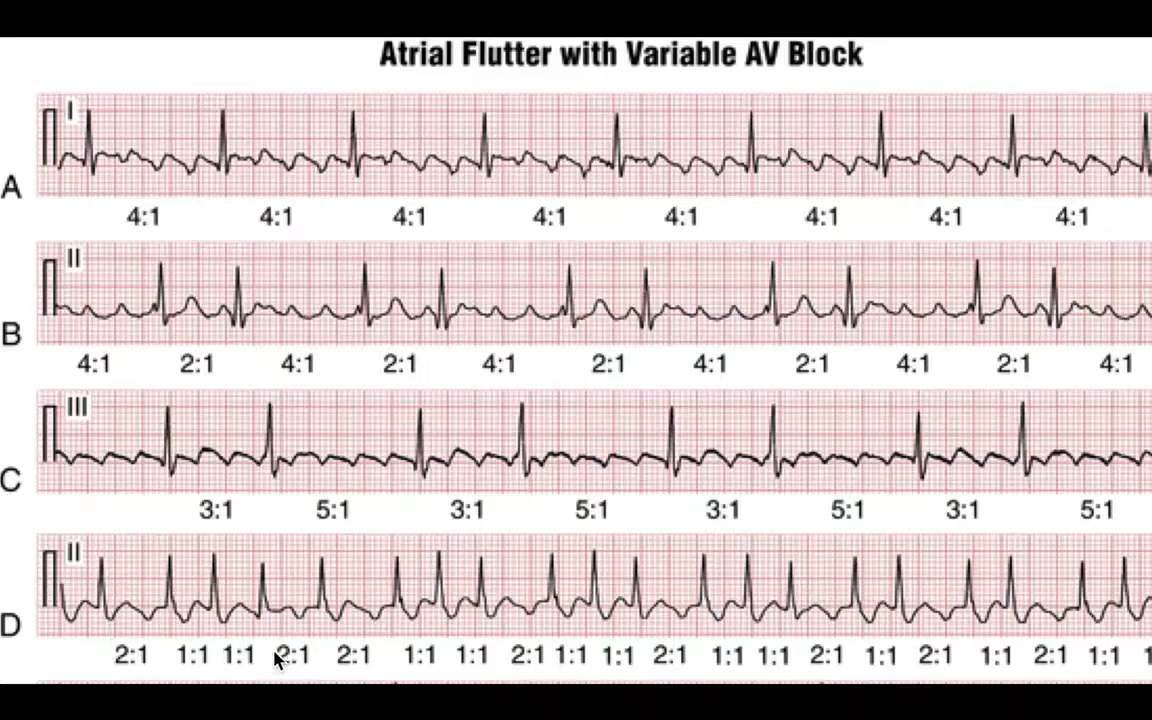 Atrial Flutter with Variable AV Block
I
A
4:1 4:1 4:1 4:1 4:1 4:1 4:1 4:1
II
B
4:1 2:1 4:1 2:1 4:1 2:1 4:1 2:1 4:1 2:1 4:1
III
C
3:1 5:1 3:1 5:1 3:1 5:1 3:1 5:1
II
D
2:1 1:1 1:1 2:1 2:1 1:1 1:1 2:1 1:1 1:1 2:1 1:1 1:1 2:1 1:1 2:1 1:1 2:1 1:1